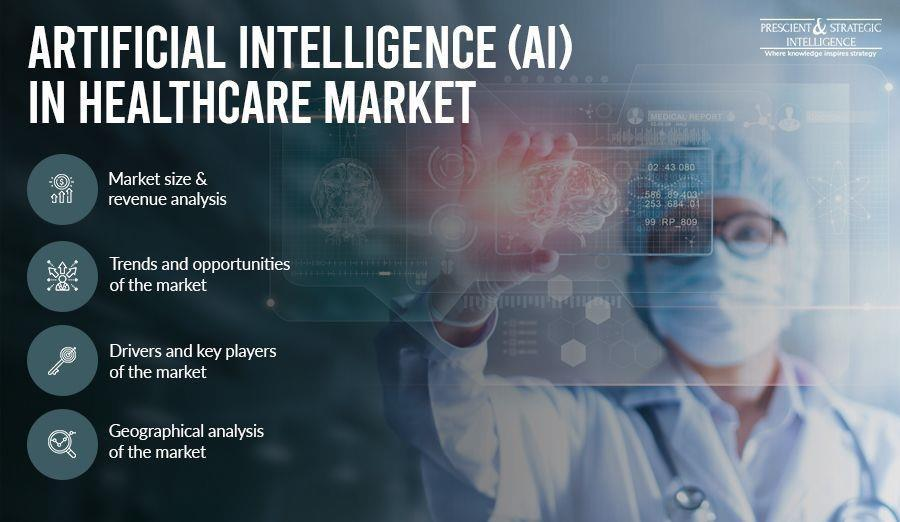 ARTIFICIAL INTELLIGENCE (AI)
IN HEALTHCARE MARKET
PRESCIENT & STRATEGIC
INTELLIGENCE
Where knowledge inspires strategy
Market size &
revenue analysis
Trends and opportunities
of the market
Drivers and key players
of the market
Geographical analysis
of the market
MEDICAL REPORT
02 :43 080
586 :89:403
253 :684 :01
99 :RP_809